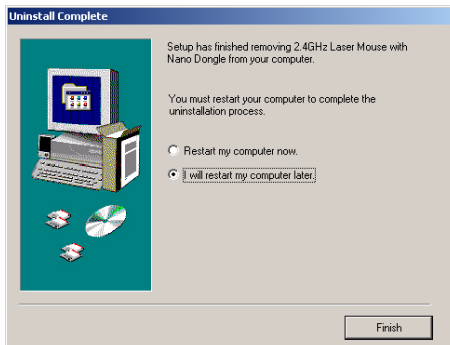 Uninstall Complete
Setup has finished removing 2.4GHz Laser Mouse with
Nano Dongle from your computer.
You must restart your computer to complete the
uninstallation process.
Restart my computer now.
I will restart my computer later.
Finish